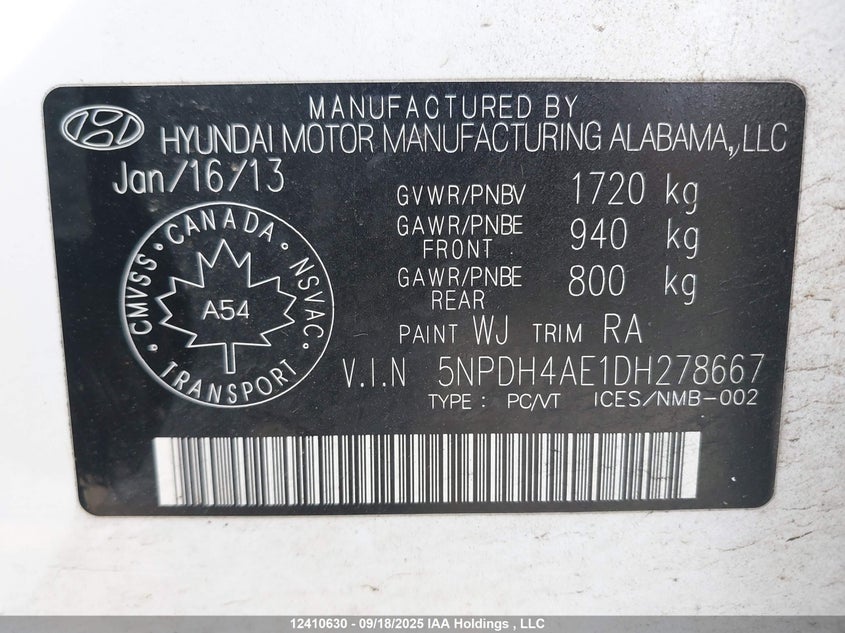 MANUFACTURED BY
HYUNDAI MOTOR MANUFACTURING ALABAMA,, LLC
Jan/16/13
GVWR/PNBV 1720 kg
GAWR/PNBE FRONT 940 kg
GAWR/PNBE REAR 800 kg
PAINT WJ TRIM RA
V.I.N 5NPDH4AE1DH278667
TYPE : PC/VT ICES/NMB-002
CMVSS • CANADA • NSVAC • TRANSPORT •
A54
12410630 - 09/18/2025 IAA Holdings , LLC